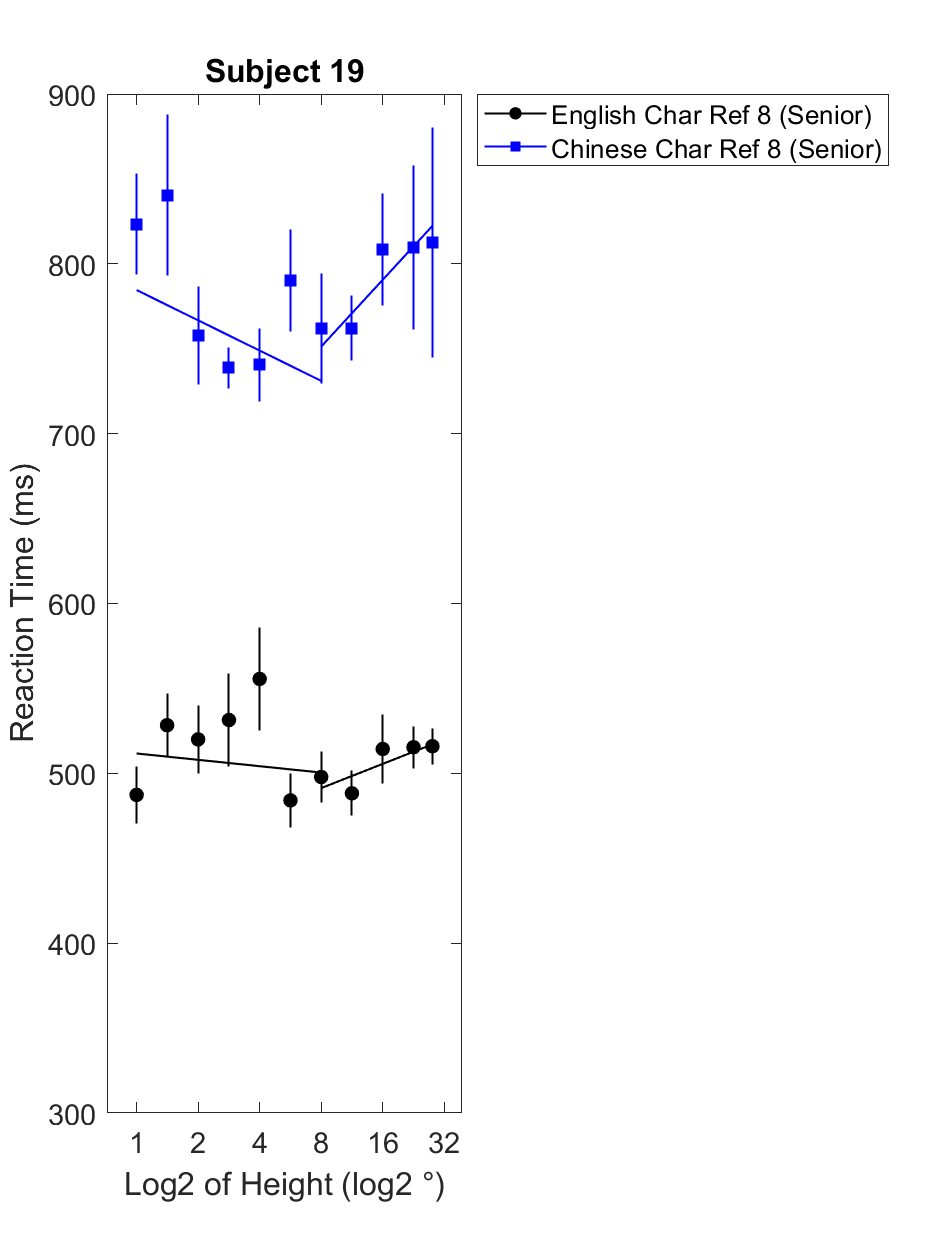 Subject 19
900
800
700
600
500
400
300
Reaction Time (ms)
1 2 4 8 16 32
Log2 of Height (log2 °)
English Char Ref 8 (Senior)
Chinese Char Ref 8 (Senior)